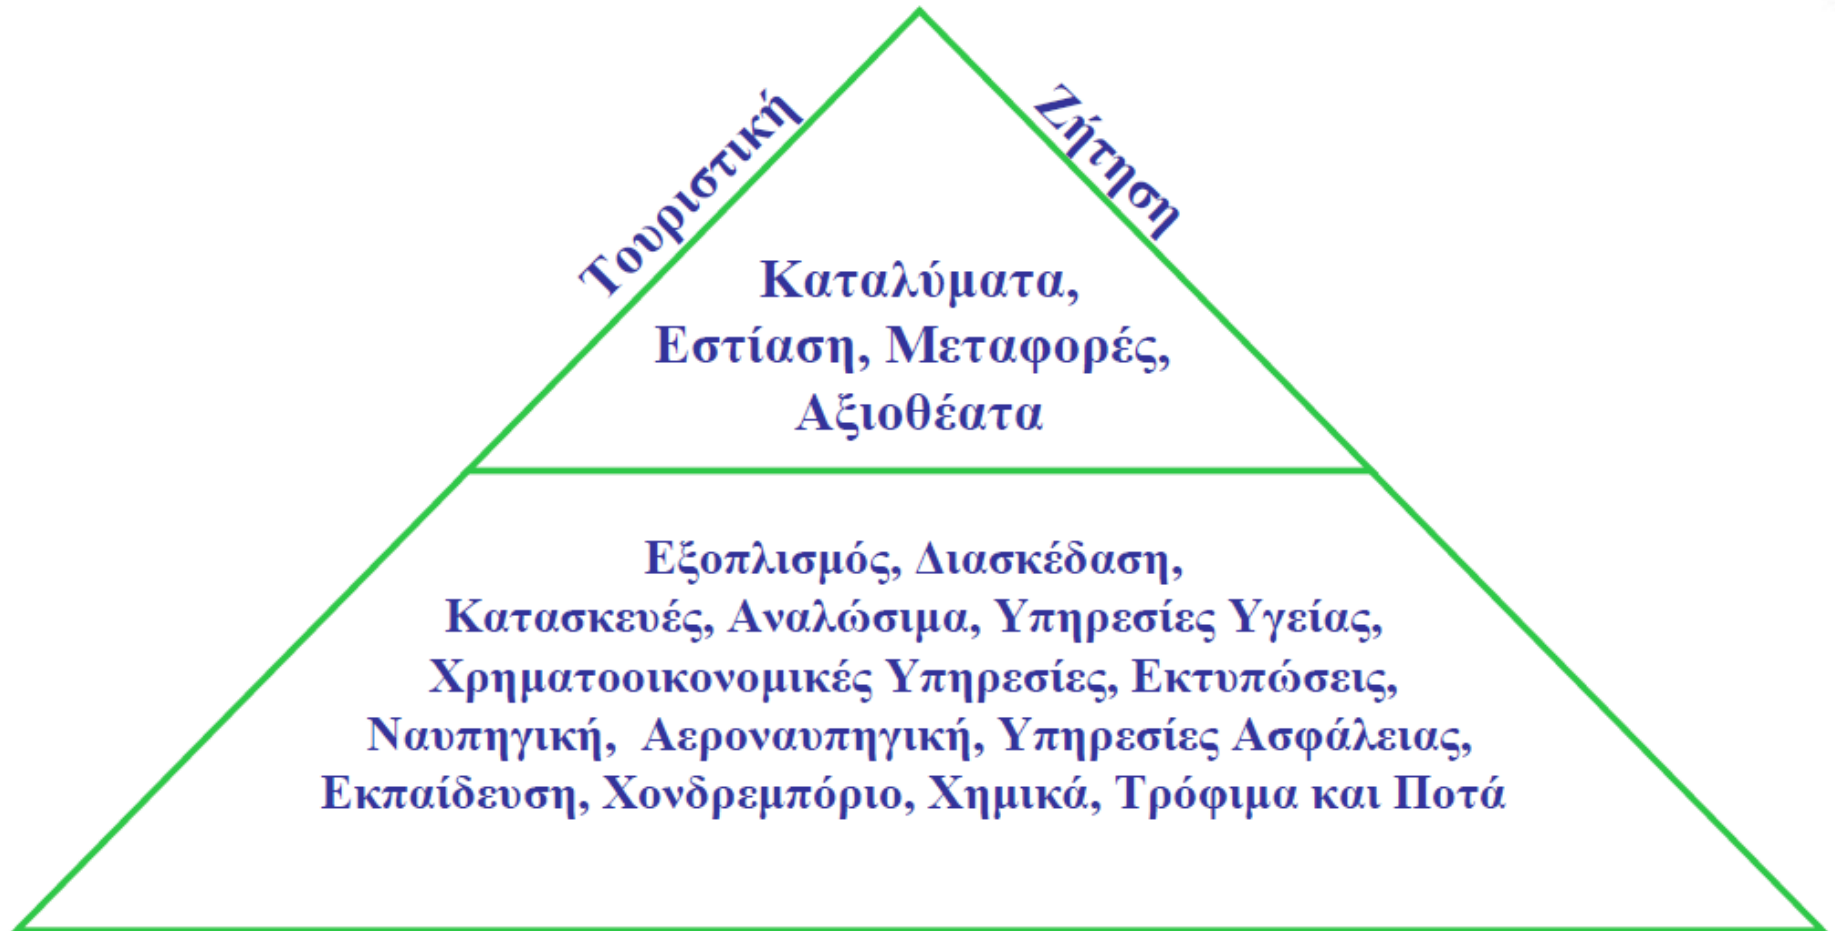 Τουριστική
Ζήτηση
Καταλύματα,
Εστίαση, Μεταφορές,
Αξιοθέατα
Εξοπλισμός, Διασκέδαση,
Κατασκευές, Αναλώσιμα, Υπηρεσίες Υγείας,
Χρηματοοικονομικές Υπηρεσίες, Εκτυπώσεις,
Ναυπηγική, Αεροναυπηγική, Υπηρεσίες Ασφάλειας,
Εκπαίδευση, Χονδρεμπόριο, Χημικά, Τρόφιμα και Ποτά